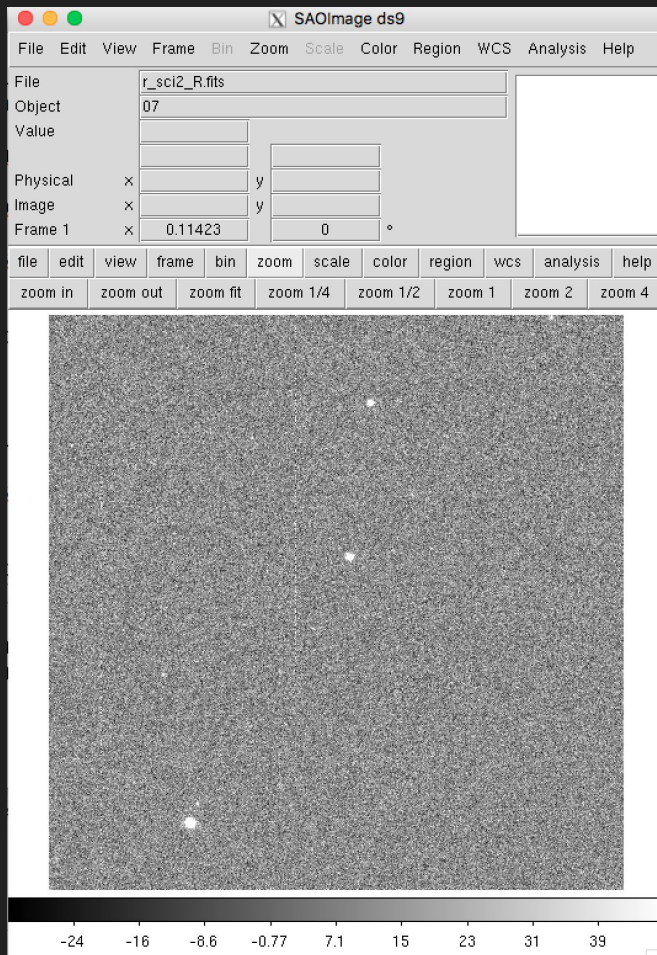 SAOImage ds9
File Edit View Frame Bin Zoom Scale Color Region WCS Analysis Help
File r_sci2_R.fits
Object 07
Value
Physical x y
Image x y
Frame 1 x 0.11423 0 °
file edit view frame bin zoom scale color region wcs analysis help
zoom in zoom out zoom fit zoom 1/4 zoom 1/2 zoom 1 zoom 2 zoom 4
-24 -16 -8.6 -0.77 7.1 15 23 31 39